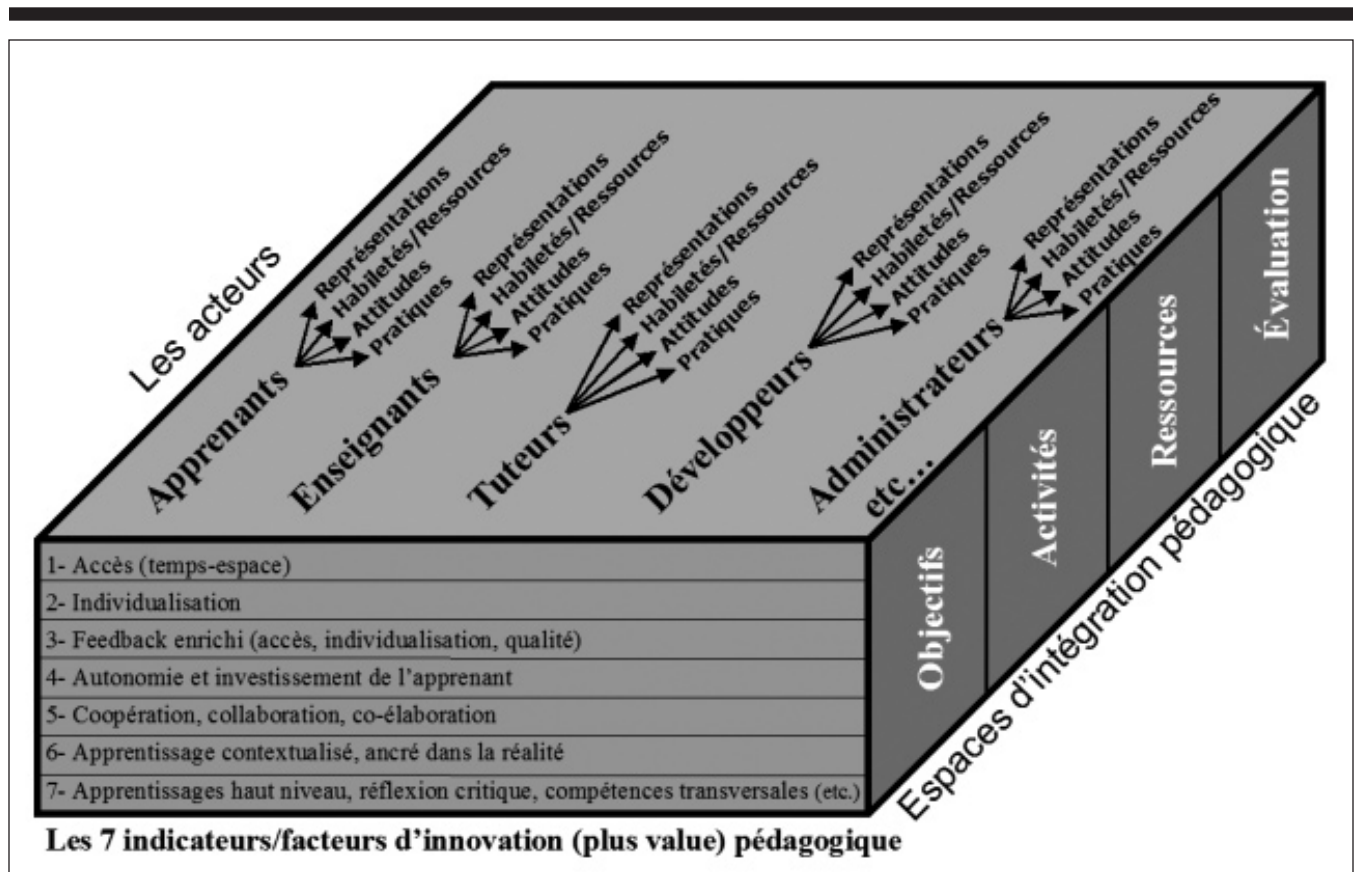 Les acteurs
Apprenants
Représentations
Habiletés/Ressources
Attitudes
Pratiques
Enseignants
Représentations
Habiletés/Ressources
Attitudes
Pratiques
Tuteurs
Représentations
Habiletés/Ressources
Attitudes
Pratiques
Développeurs
Représentations
Habiletés/Ressources
Attitudes
Pratiques
Administrateurs
Représentations
Habiletés/Ressources
Attitudes
Pratiques
etc...
Objectifs
Activités
Ressources
Évaluation
Espaces d'intégration pédagogique
1- Accès (temps-espace)
2- Individualisation
3- Feedback enrichi (accès, individualisation, qualité)
4- Autonomie et investissement de l'apprenant
5- Coopération, collaboration, co-élaboration
6- Apprentissage contextualisé, ancré dans la réalité
7- Apprentissages haut niveau, réflexion critique, compétences transversales (etc.)
Les 7 indicateurs/facteurs d'innovation (plus value) pédagogique